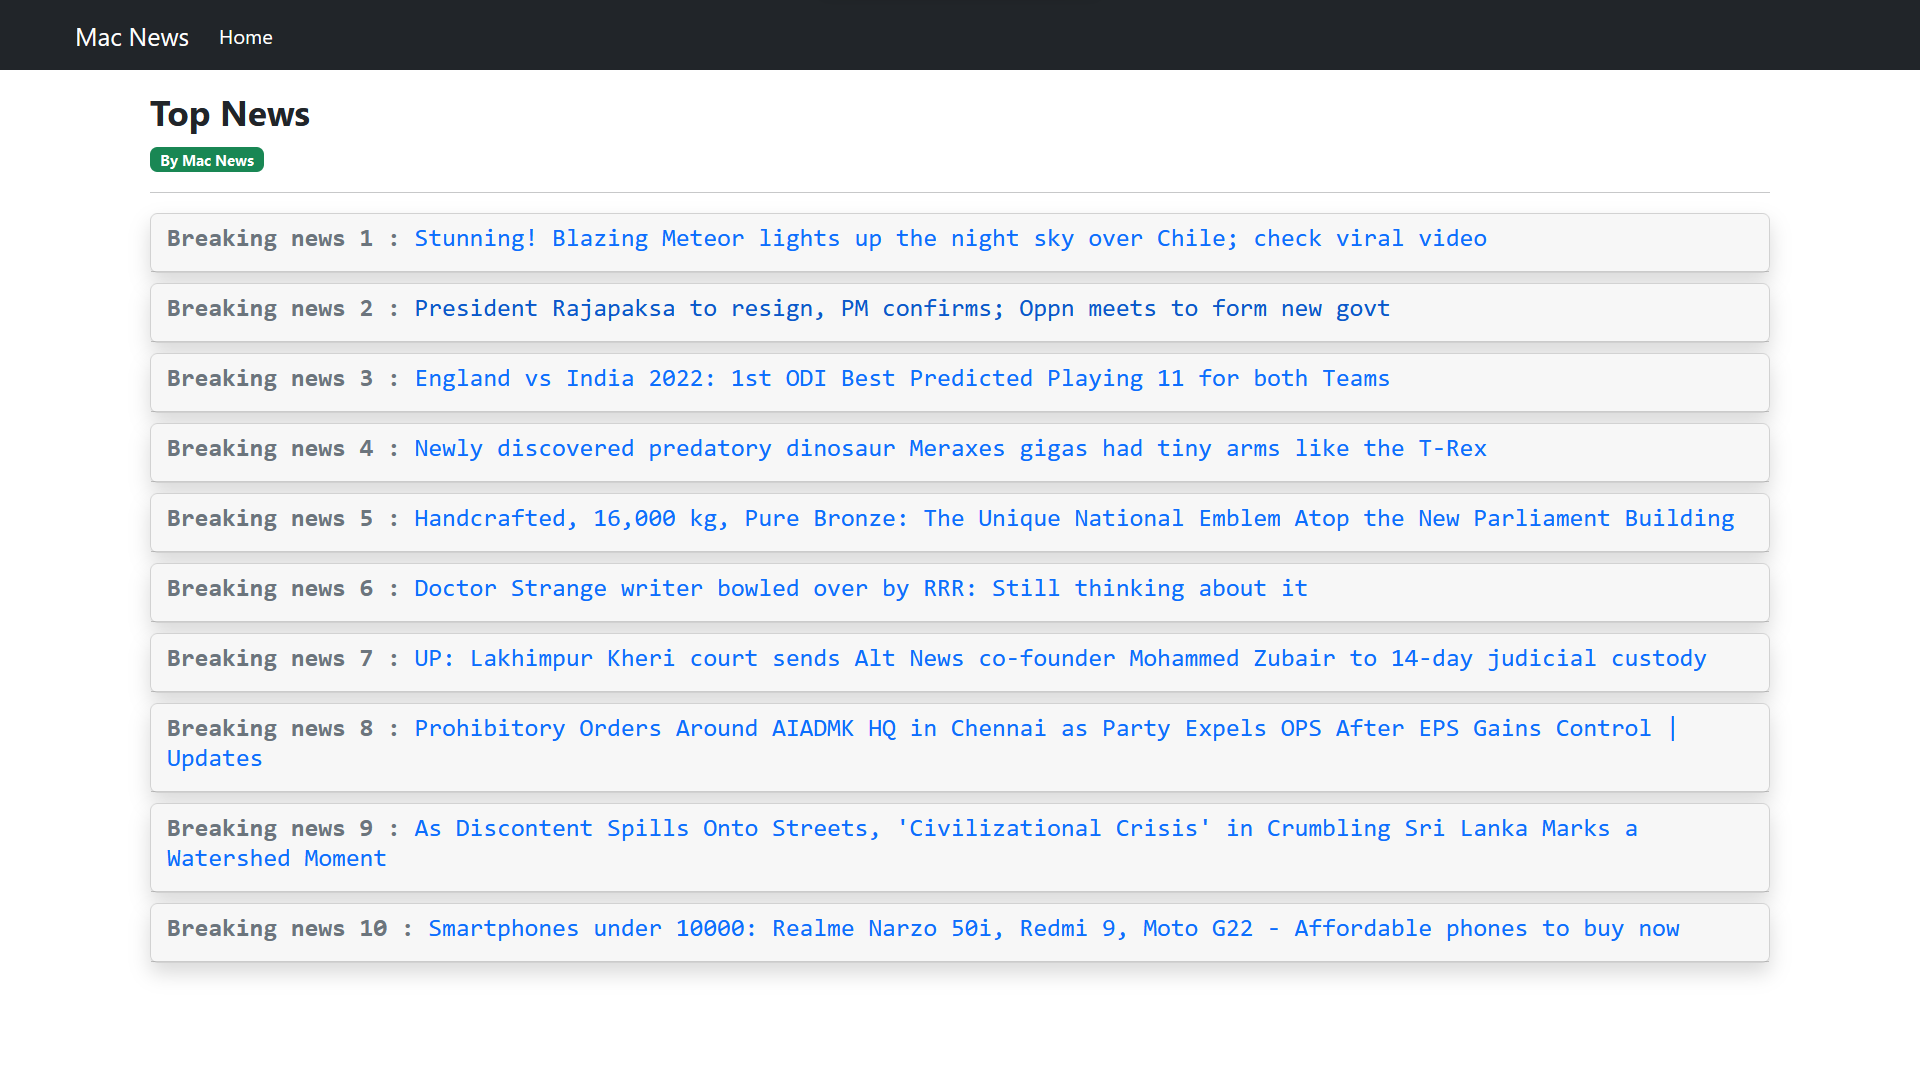 Mac News Home
Top News
By Mac News
Breaking news 1 : Stunning! Blazing Meteor lights up the night sky over Chile; check viral video
Breaking news 2 : President Rajapaksa to resign, PM confirms; Oppn meets to form new govt
Breaking news 3 : England vs India 2022: 1st ODI Best Predicted Playing 11 for both Teams
Breaking news 4 : Newly discovered predatory dinosaur Meraxes gigas had tiny arms like the T-Rex
Breaking news 5 : Handcrafted, 16,000 kg, Pure Bronze: The Unique National Emblem Atop the New Parliament Building
Breaking news 6 : Doctor Strange writer bowled over by RRR: Still thinking about it
Breaking news 7 : UP: Lakhimpur Kheri court sends Alt News co-founder Mohammed Zubair to 14-day judicial custody
Breaking news 8 : Prohibitory Orders Around AIADMK HQ in Chennai as Party Expels OPS After EPS Gains Control |
Updates
Breaking news 9 : As Discontent Spills Onto Streets, 'Civilizational Crisis' in Crumbling Sri Lanka Marks a
Watershed Moment
Breaking news 10 : Smartphones under 10000: Realme Narzo 50i, Redmi 9, Moto G22 - Affordable phones to buy now